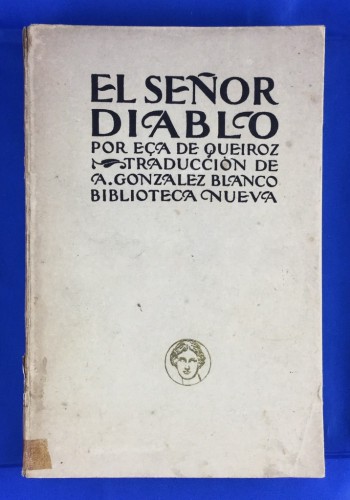 EL SEÑOR
DIABLO
POR EÇA DE QUEIROZ
TRADUCCIÓN DE
A. GONZALEZ BLANCO
BIBLIOTECA NUEVA